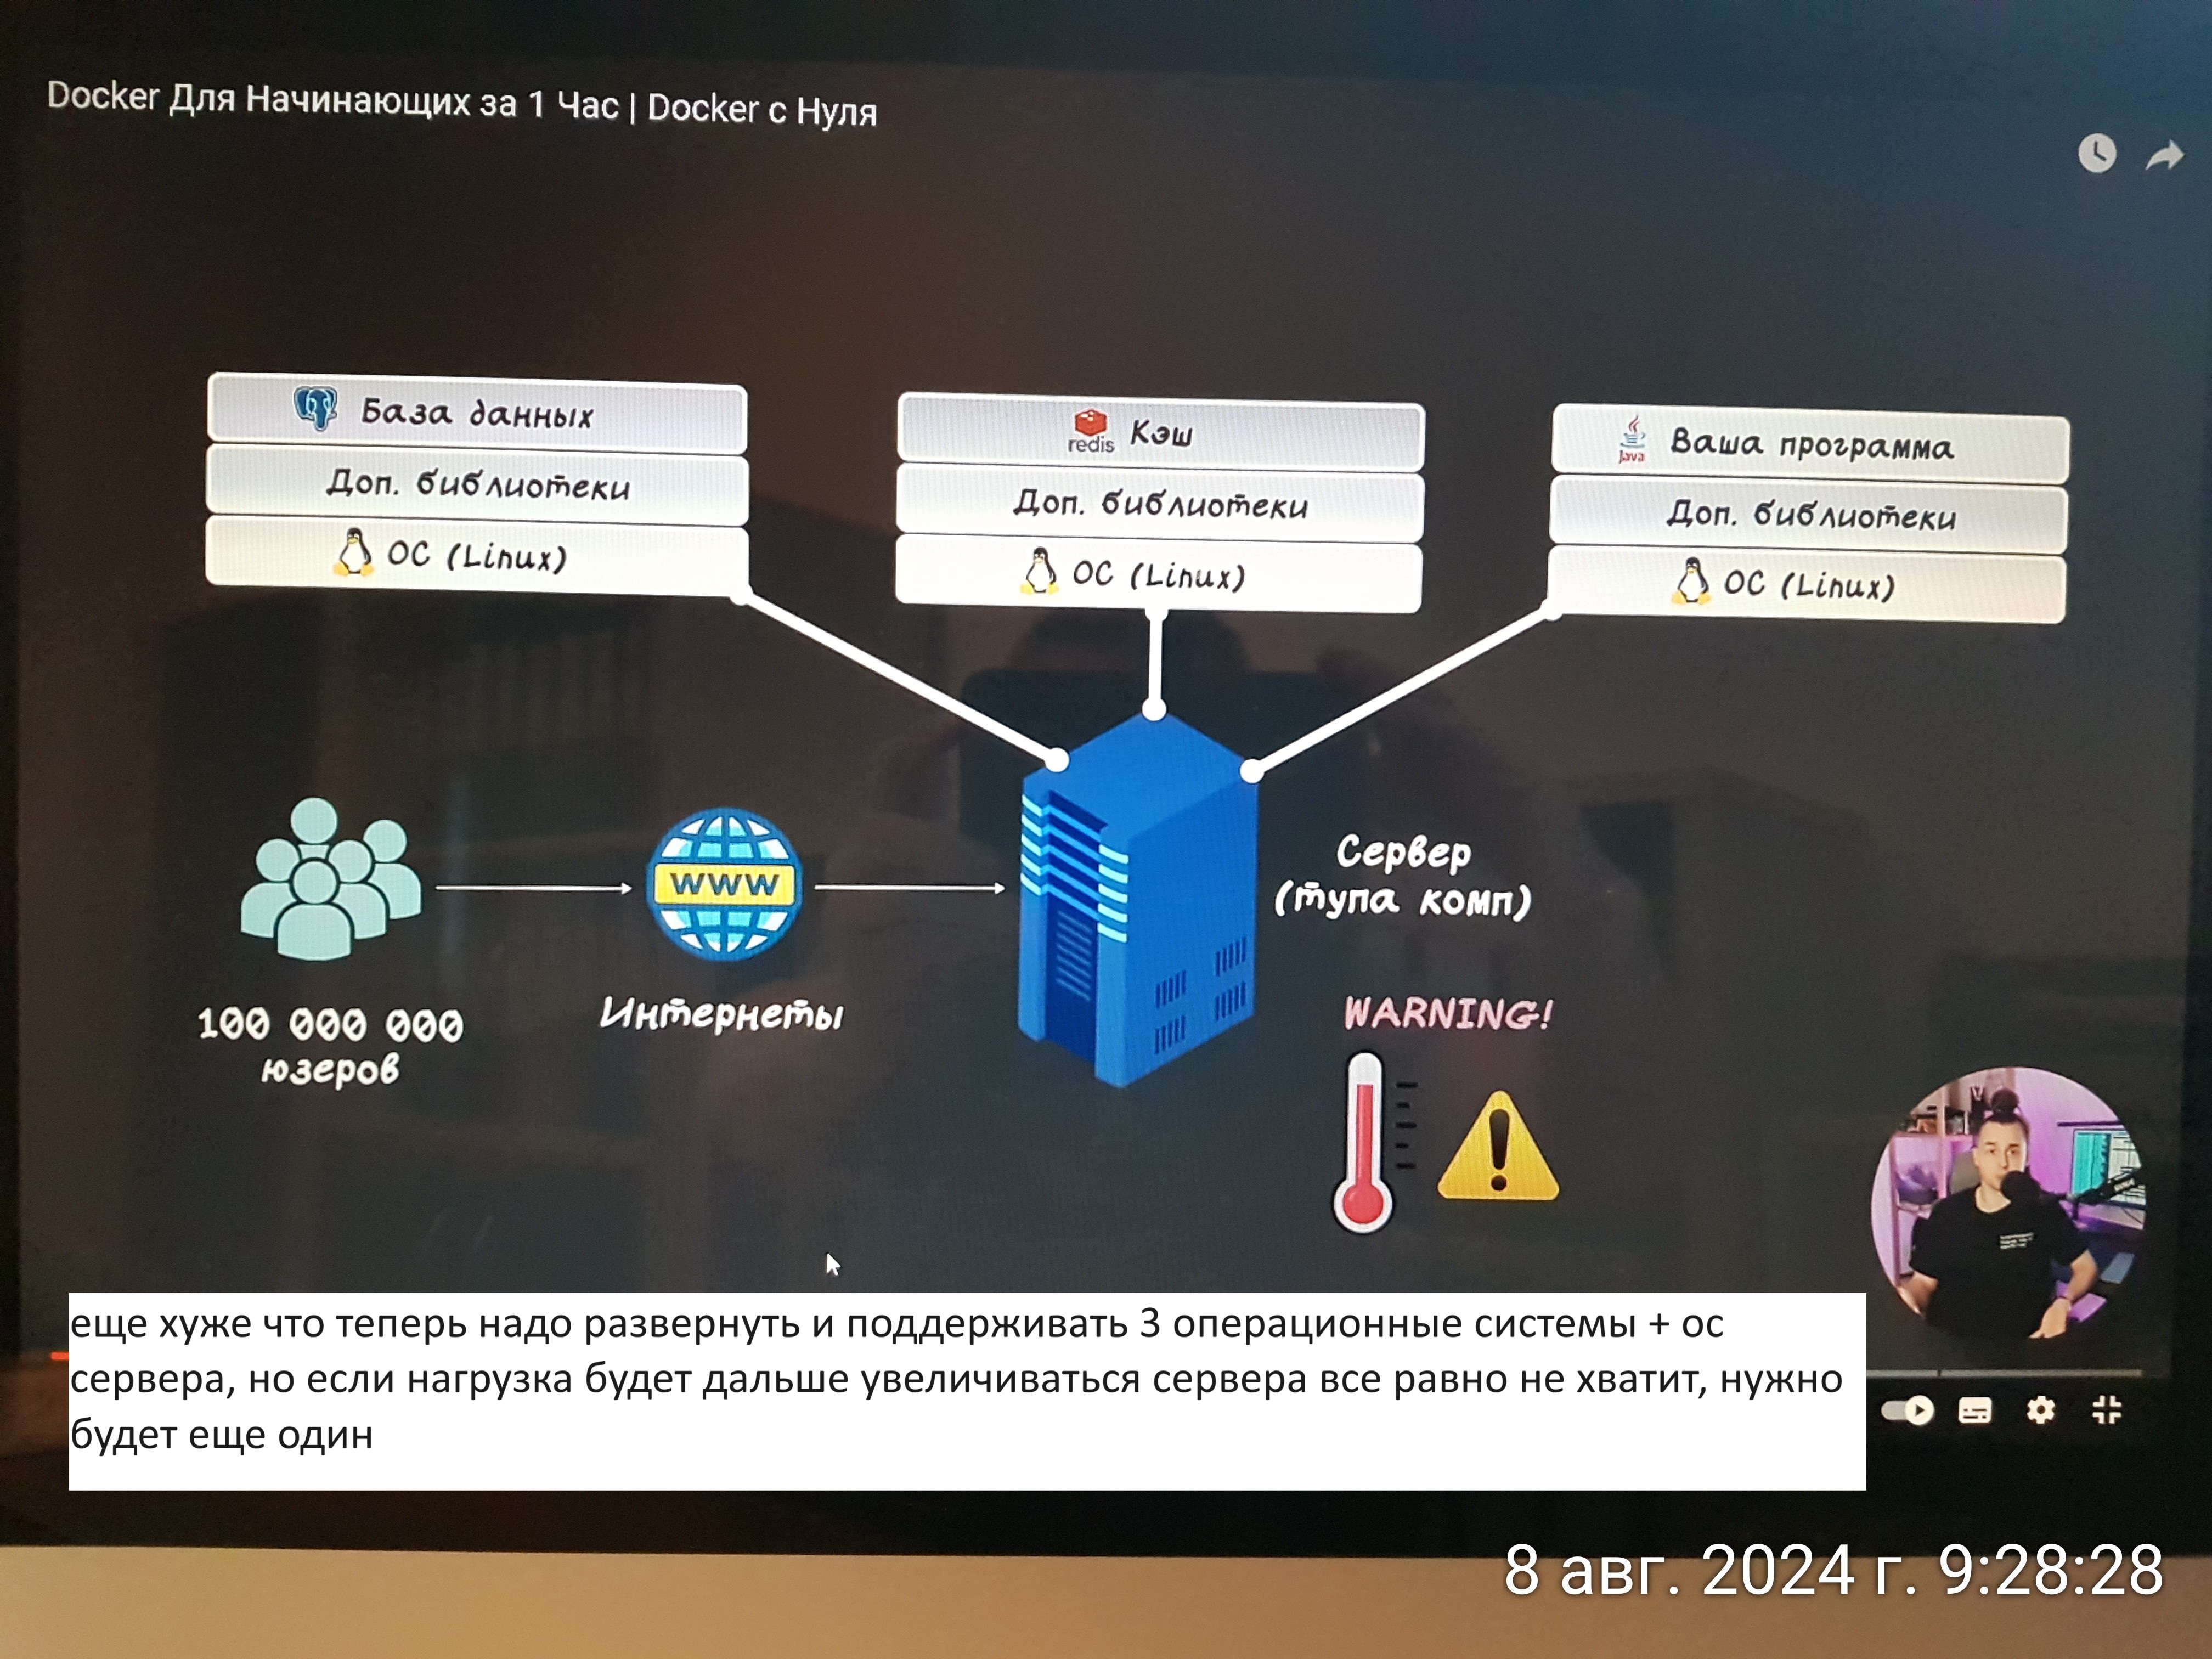 Docker Для Начинающих за 1 Час | Docker с Нуля
База данных
Доп. библиотеки
ОС (Linux)
redis Кэш
Доп. библиотеки
ОС (Linux)
Java Ваша программа
Доп. библиотеки
ОС (Linux)
WWW
Сервер
(тупа комп)
100 000 000
юзеров
Интернеты
WARNING!
еще хуже что теперь надо развернуть и поддерживать 3 операционные системы + ос
сервера, но если нагрузка будет дальше увеличиваться сервера все равно не хватит, нужно
будет еще один
8 авг. 2024 г. 9:28:28